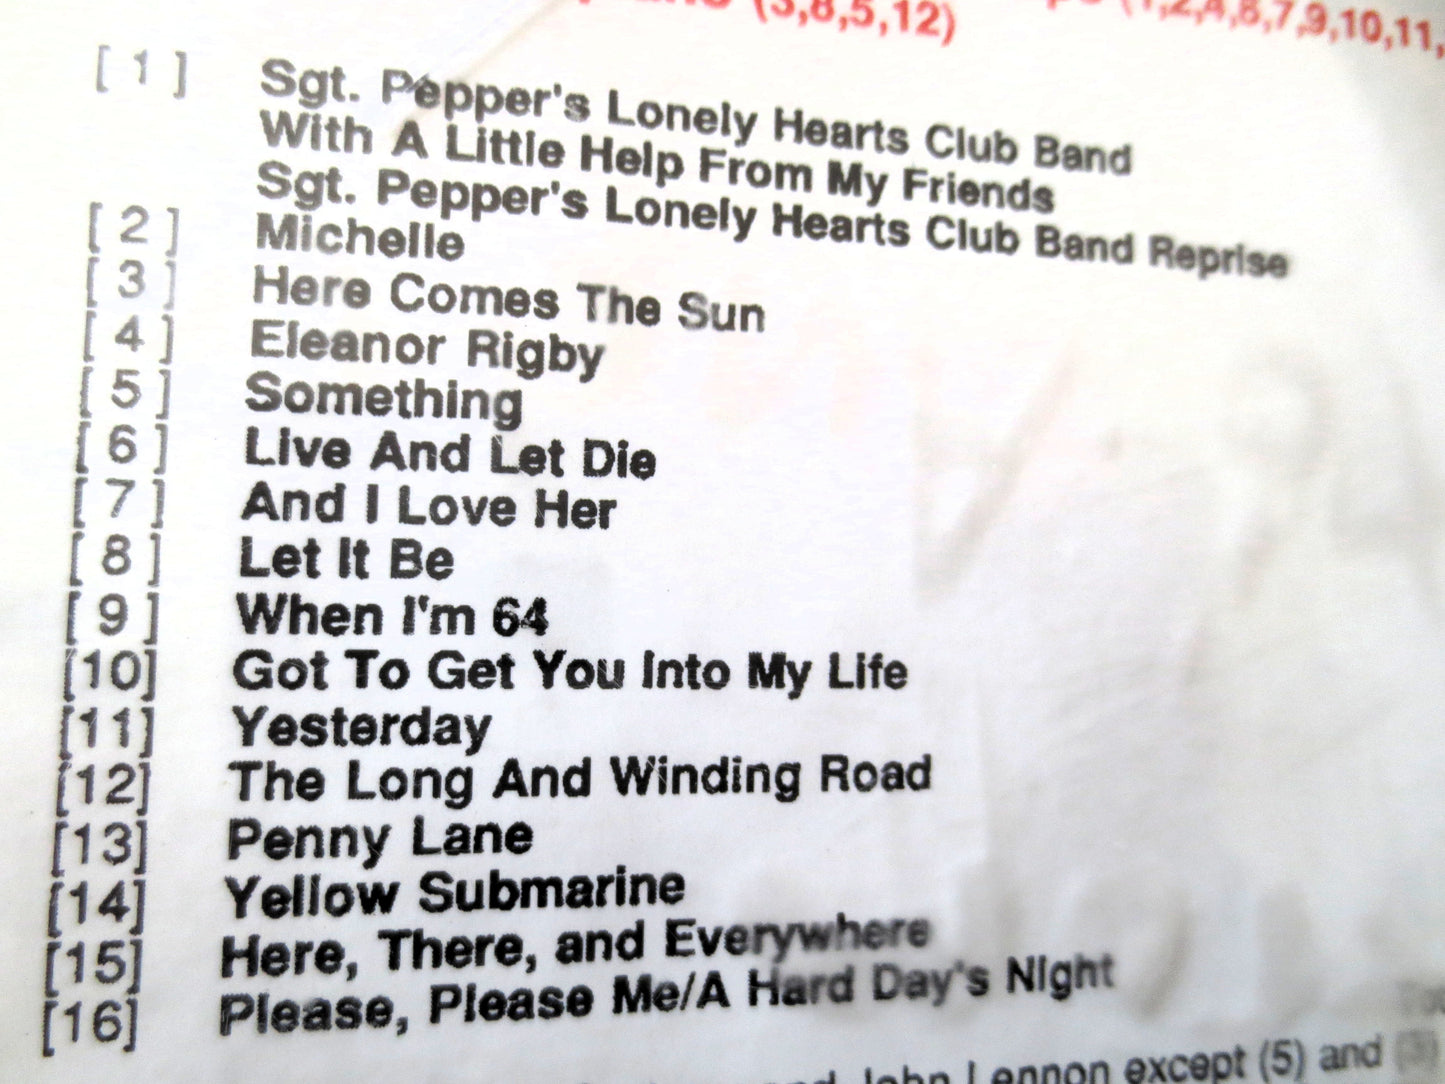 (3,8,5,12)
[ 1 ] Sgt. Pepper's Lonely Hearts Club Band
With A Little Help From My Friends
Sgt. Pepper's Lonely Hearts Club Band Reprise
[ 2 ] Michelle
[ 3 ] Here Comes The Sun
[ 4 ] Eleanor Rigby
[ 5 ] Something
[ 6 ] Live And Let Die
[ 7 ] And I Love Her
[ 8 ] Let It Be
[ 9 ] When I'm 64
[10] Got To Get You Into My Life
[11] Yesterday
[12] The Long And Winding Road
[13] Penny Lane
[14] Yellow Submarine
[15] Here, There, and Everywhere
[16] Please, Please Me/A Hard Day's Night
John Lennon except (5) and (3)